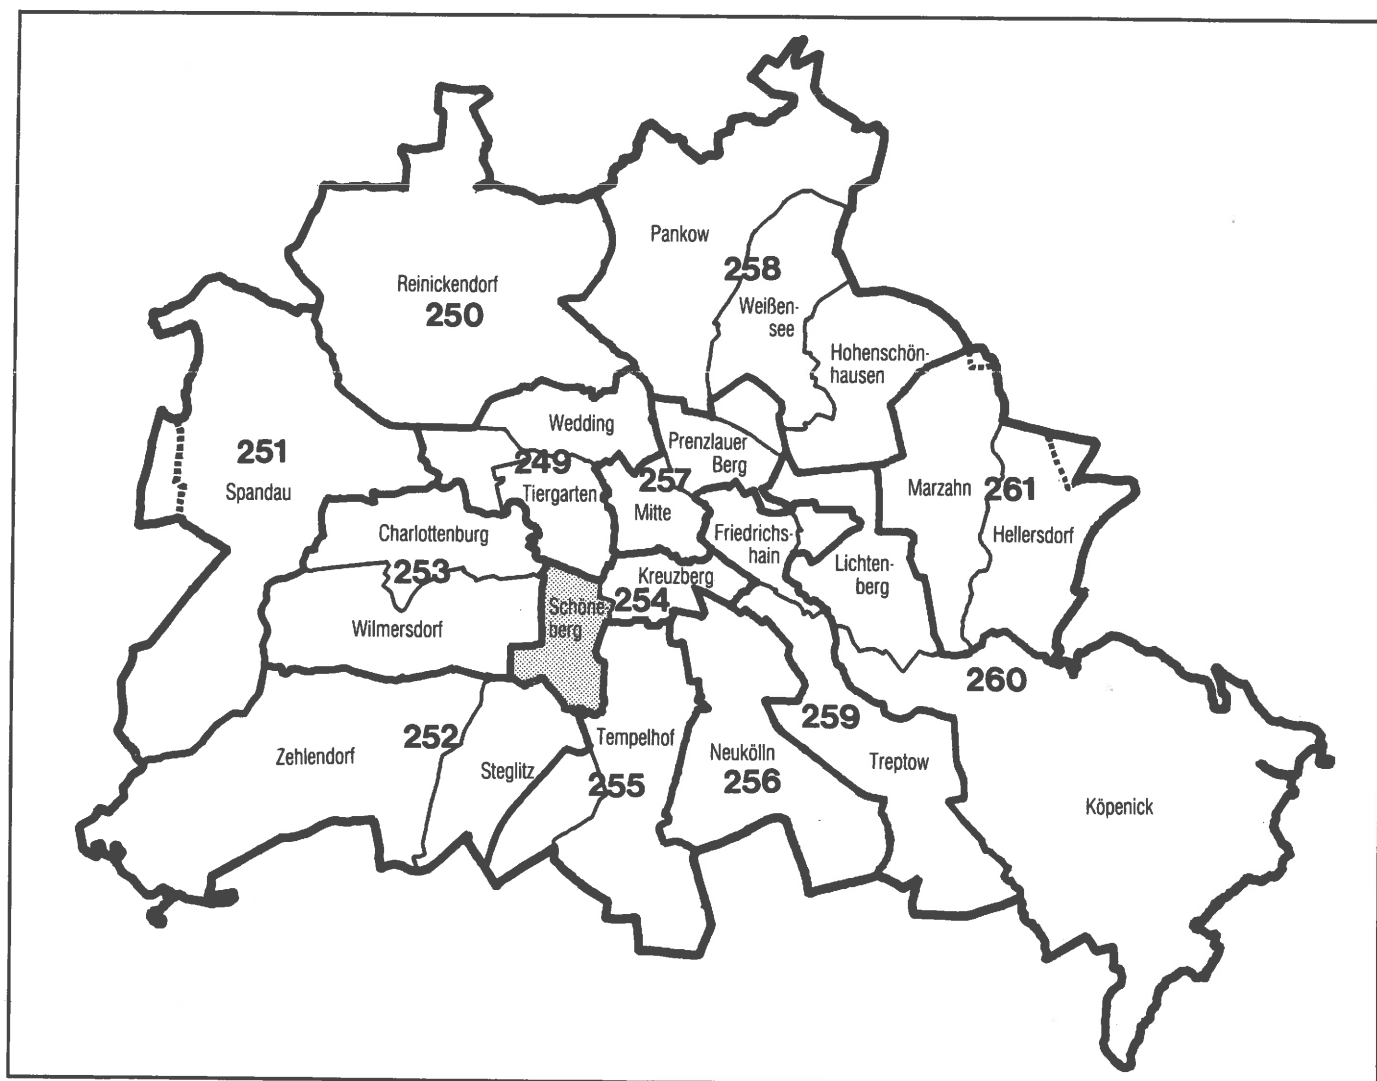 Pankow
258
Weißen-
see
Reinickendorf
250
Hohenschön-
hausen
Wedding
Prenzlauer
Berg
251
Spandau
249
Tiergarten
257
Mitte
Marzahn
261
Hellersdorf
Charlottenburg
253
Friedrichs-
hain
Lichten-
berg
Kreuzberg
254
Schöne-
berg
Wilmersdorf
260
259
252
Zehlendorf
Steglitz
Tempelhof
255
Neukölln
256
Treptow
Köpenick